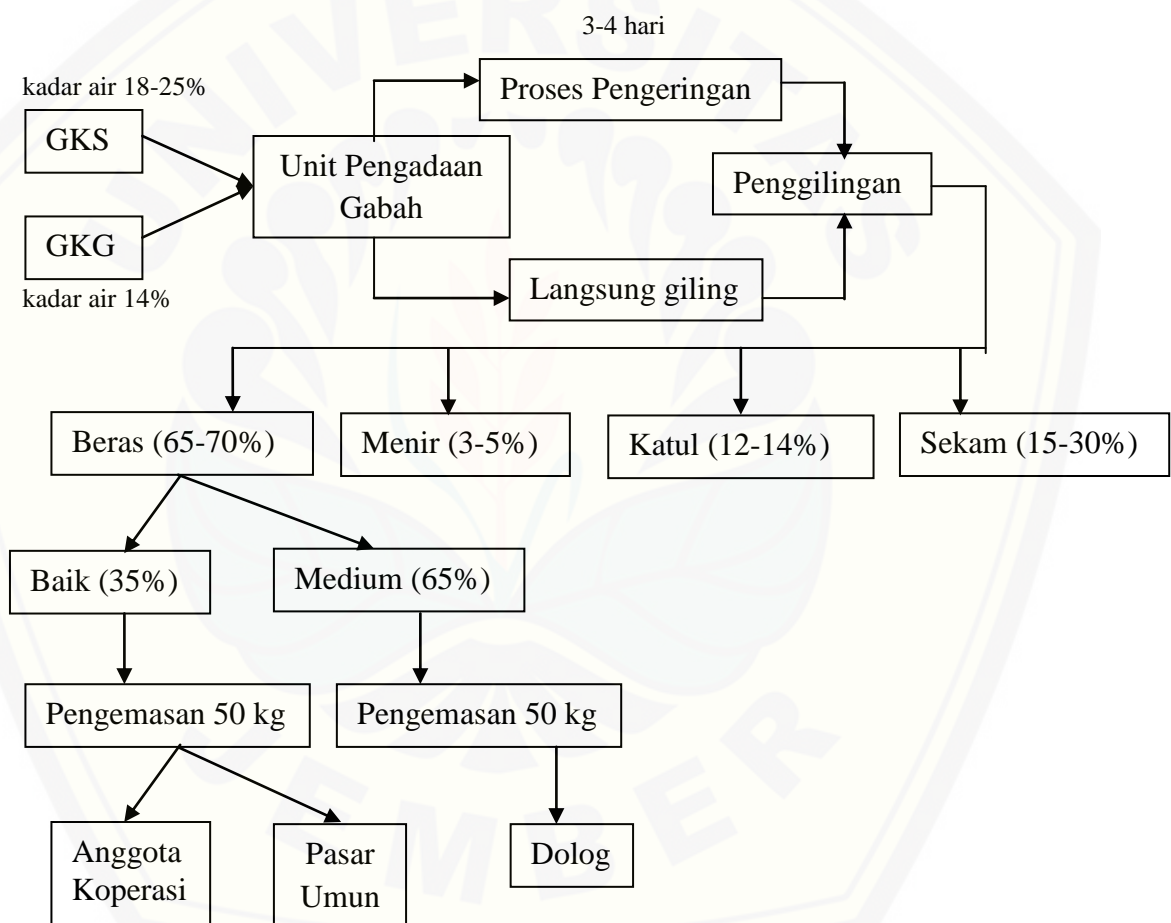 3-4 hari
kadar air 18-25%
GKS
Proses Pengeringan
Unit Pengadaan
Gabah
Penggilingan
GKG
kadar air 14%
Langsung giling
Beras (65-70%)
Menir (3-5%)
Katul (12-14%)
Sekam (15-30%)
Baik (35%)
Medium (65%)
Pengemasan 50 kg
Pengemasan 50 kg
Anggota
Koperasi
Pasar
Umun
Dolog
UNIVERSITAS
JEMBER